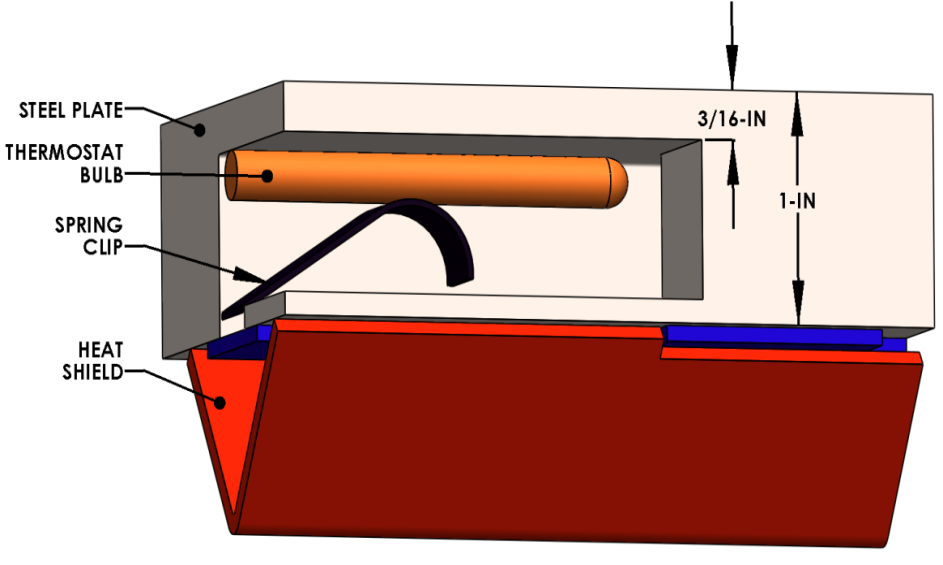 STEEL PLATE
THERMOSTAT
BULB
SPRING
CLIP
HEAT
SHIELD
3/16-IN
1-IN